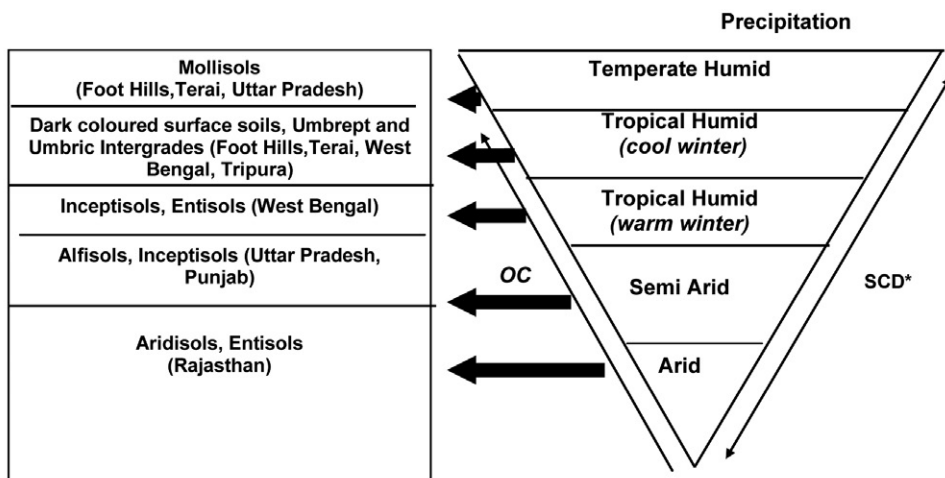 Precipitation
Mollisols
(Foot Hills,Terai, Uttar Pradesh)
Dark coloured surface soils, Umbrept and
Umbric Intergrades (Foot Hills,Terai, West
Bengal, Tripura)
Inceptisols, Entisols (West Bengal)
Alfisols, Inceptisols (Uttar Pradesh,
Punjab)
Aridisols, Entisols
(Rajasthan)
OC
Temperate Humid
Tropical Humid
(cool winter)
Tropical Humid
(warm winter)
Semi Arid
Arid
SCD*